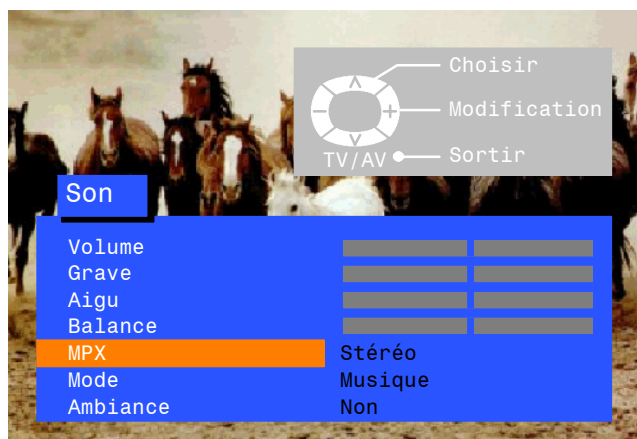 Choisir
Modification
TV/AV Sortir
Son
Volume
Grave
Aigu
Balance
MPX Stéréo
Mode Musique
Ambiance Non